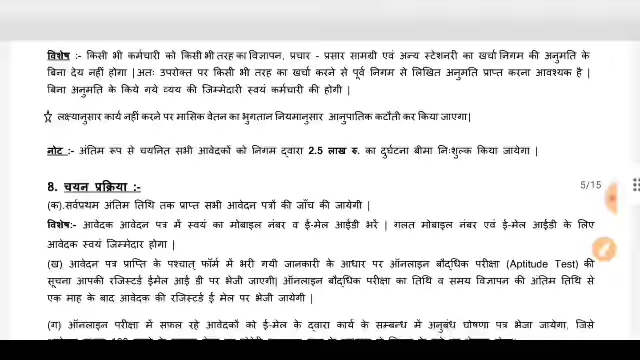 विशेष :- किसी भी कर्मचारी को किसी भी तरह का विज्ञापन, प्रचार - प्रसार सामग्री एवं अन्य स्टेशनरी का खर्चा निगम की अनुमति के
बिना देय नहीं होगा |अतः उपरोक्त पर किसी भी तरह का खर्चा करने से पूर्व निगम से लिखित अनुमति प्राप्त करना आवश्यक है |
बिना अनुमति के किये गये व्यय की जिम्मेदारी स्वयं कर्मचारी की होगी |
☆ लक्ष्यानुसार कार्य नहीं करने पर मासिक वेतन का भुगतान नियमानुसार आनुपातिक कटौती कर किया जाएगा|
नोट :- अंतिम रूप से चयनित सभी आवेदकों को निगम द्वारा 2.5 लाख रु. का दुर्घटना बीमा निःशुल्क किया जायेगा |
8. चयन प्रक्रिया :-
5/15
(क).सर्वप्रथम अंतिम तिथि तक प्राप्त सभी आवेदन पत्रों की जाँच की जायेगी |
विशेष:- आवेदक आवेदन पत्र में स्वयं का मोबाइल नंबर व ई-मेल आईडी भरें | गलत मोबाइल नंबर एवं ई-मेल आईडी के लिए
आवेदक स्वयं जिम्मेदार होगा |
(ख) आवेदन पत्र प्राप्ति के पश्चात् फॉर्म में भरी गयी जानकारी के आधार पर ऑनलाइन बौद्धिक परीक्षा (Aptitude Test) की
सूचना आपकी रजिस्टर्ड ईमेल आई डी पर भेजी जाएगी| ऑनलाइन बौद्धिक परीक्षा का तिथि व समय विज्ञापन की अंतिम तिथि से
एक माह के बाद आवेदक की रजिस्टर्ड ई मेल पर भेजी जायेगी |
(ग) ऑनलाइन परीक्षा में सफल रहे आवेदकों को ई-मेल के द्वारा कार्य के सम्बन्ध में अनुबंध घोषणा पत्र भेजा जायेगा, जिसे